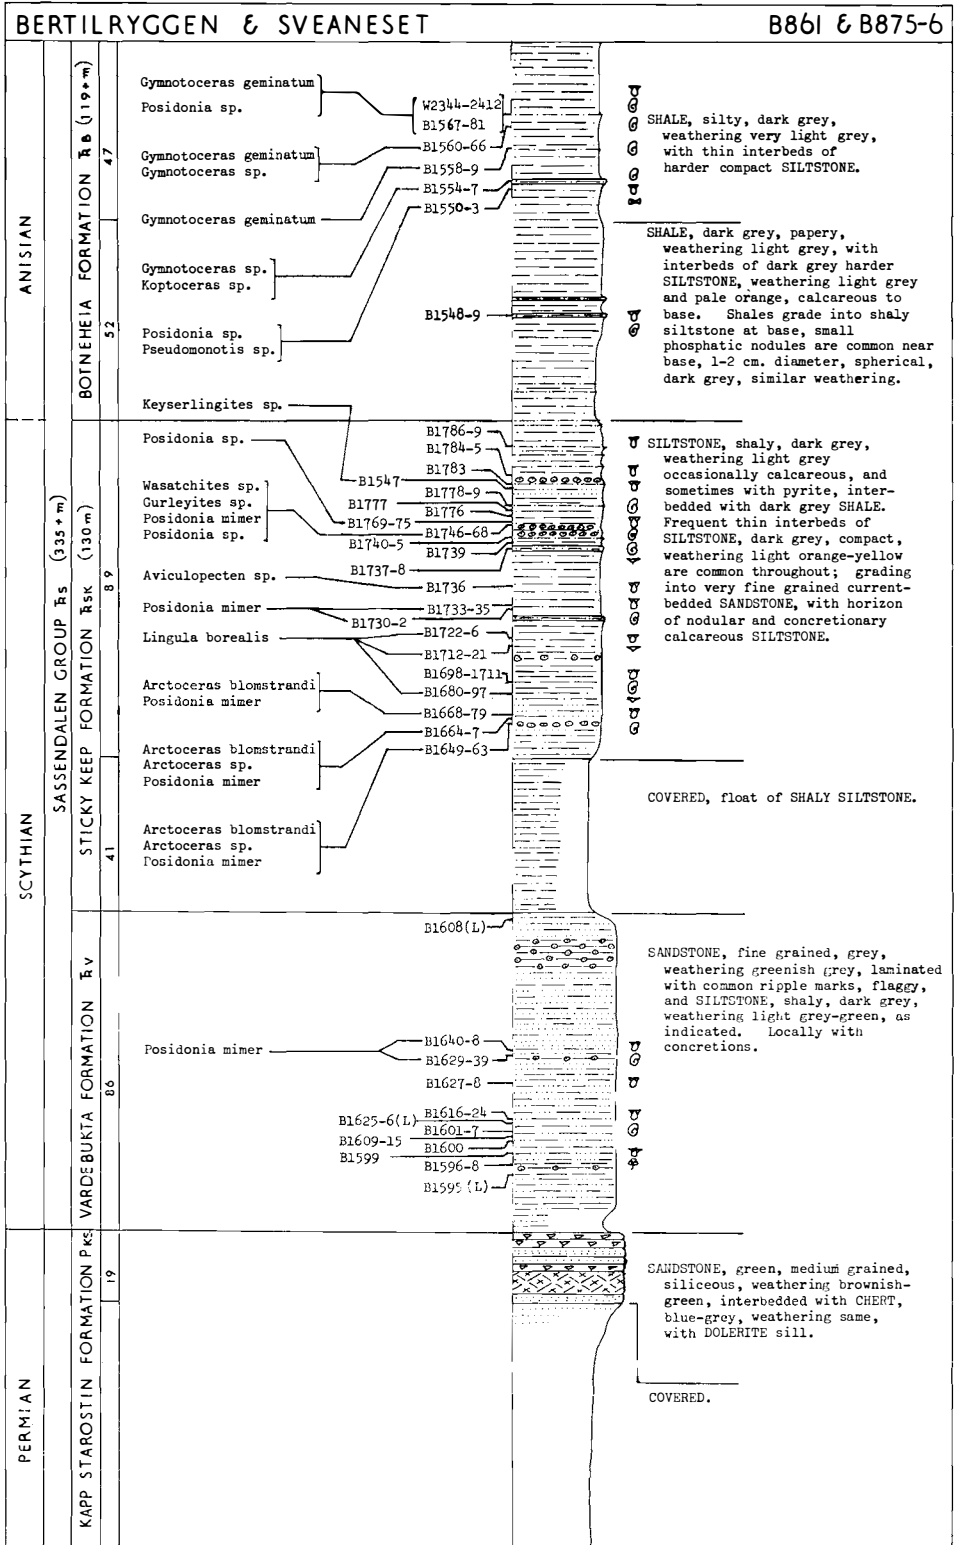 BERTILRYGGEN & SVEANESET
B861 & B875-6
ANISIAN
SCYTHIAN
PERMIAN
SASSENDALEN GROUP Ꞧs (335+m)
BOTNEHEIA FORMATION ꞦB (119+m)
STICKY KEEP FORMATION Ꞧsk (130m)
VARDEBUKTA FORMATION Ꞧv
KAPP STAROSTIN FORMATION Pks
47
52
89
41
86
19
Gymnotoceras geminatum
Posidonia sp.
Gymnotoceras geminatum
Gymnotoceras sp.
Gymnotoceras geminatum
Gymnotoceras sp.
Koptoceras sp.
Posidonia sp.
Pseudomonotis sp.
Keyserlingites sp.
Posidonia sp.
Wasatchites sp.
Gurleyites sp.
Posidonia mimer
Posidonia sp.
Aviculopecten sp.
Posidonia mimer
Lingula borealis
Arctoceras blomstrandi
Posidonia mimer
Arctoceras blomstrandi
Arctoceras sp.
Posidonia mimer
Arctoceras blomstrandi
Arctoceras sp.
Posidonia mimer
Posidonia mimer
W2344-2412
B1567-81
B1560-66
B1558-9
B1554-7
B1550-3
B1548-9
B1786-9
B1784-5
B1783
B1547
B1778-9
B1777
B1776
B1769-75
B1746-68
B1740-5
B1739
B1737-8
B1736
B1733-35
B1730-2
B1722-6
B1712-21
B1698-1711
B1680-97
B1668-79
B1664-7
B1649-63
B1608(L)
B1640-8
B1629-39
B1627-8
B1616-24
B1625-6(L)
B1601-7
B1609-15
B1600
B1599
B1596-8
B1595(L)
SHALE, silty, dark grey,
weathering very light grey,
with thin interbeds of
harder compact SILTSTONE.
SHALE, dark grey, papery,
weathering light grey, with
interbeds of dark grey harder
SILTSTONE, weathering light grey
and pale orange, calcareous to
base. Shales grade into shaly
siltstone at base, small
phosphatic nodules are common near
base, 1-2 cm. diameter, spherical,
dark grey, similar weathering.
SILTSTONE, shaly, dark grey,
weathering light grey
occasionally calcareous, and
sometimes with pyrite, inter-
bedded with dark grey SHALE.
Frequent thin interbeds of
SILTSTONE, dark grey, compact,
weathering light orange-yellow
are common throughout; grading
into very fine grained current-
bedded SANDSTONE, with horizon
of nodular and concretionary
calcareous SILTSTONE.
COVERED, float of SHALY SILTSTONE.
SANDSTONE, fine grained, grey,
weathering greenish grey, laminated
with common ripple marks, flaggy,
and SILTSTONE, shaly, dark grey,
weathering light grey-green, as
indicated. Locally with
concretions.
SANDSTONE, green, medium grained,
siliceous, weathering brownish-
green, interbedded with CHERT,
blue-grey, weathering same,
with DOLERITE sill.
COVERED.